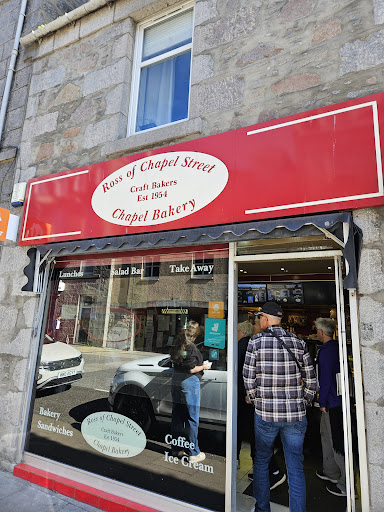 Ross of Chapel Street
Craft Bakers
Est 1954
Chapel Bakery
Lunches
Salad Bar
Take Away
Ross of Chapel Street
Craft Bakers
Est 1954
Chapel Bakery
Bakery
Sandwiches
Coffee
Ice Cream